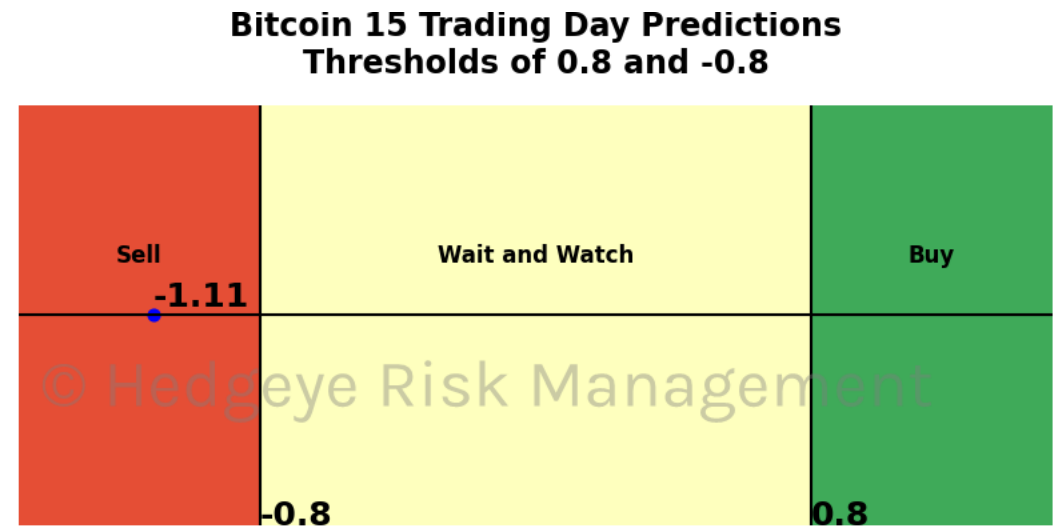 Bitcoin 15 Trading Day Predictions
Thresholds of 0.8 and -0.8
Sell
Wait and Watch
Buy
-1.11
© Hedgeye Risk Management
-0.8
0.8